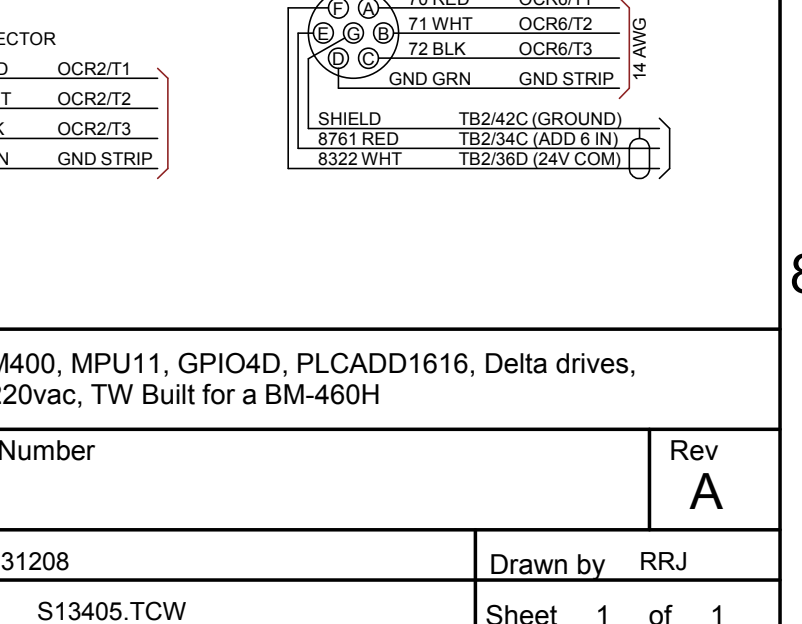 F A
E G B
D C
71 WHT OCR6/T2
72 BLK OCR6/T3
GND GRN GND STRIP
14 AWG
ECTOR
OCR2/T1
T OCR2/T2
OCR2/T3
N GND STRIP
SHIELD TB2/42C (GROUND)
8761 RED TB2/34C (ADD 6 IN)
8322 WHT TB2/36D (24V COM)
M400, MPU11, GPIO4D, PLCADD1616, Delta drives,
220vac, TW Built for a BM-460H
Number
Rev
A
31208
Drawn by RRJ
S13405.TCW
Sheet 1 of 1